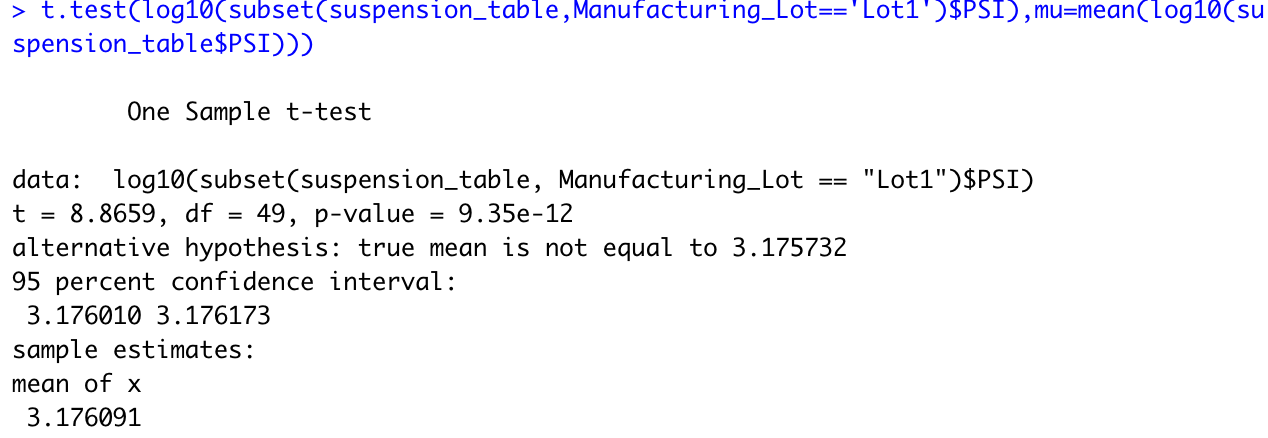 > t.test(log10(subset(suspension_table,Manufacturing_Lot=='Lot1')$PSI),mu=mean(log10(su
spension_table$PSI)))
One Sample t-test
data:  log10(subset(suspension_table, Manufacturing_Lot == "Lot1")$PSI)
t = 8.8659, df = 49, p-value = 9.35e-12
alternative hypothesis: true mean is not equal to 3.175732
95 percent confidence interval:
 3.176010 3.176173
sample estimates:
mean of x
 3.176091